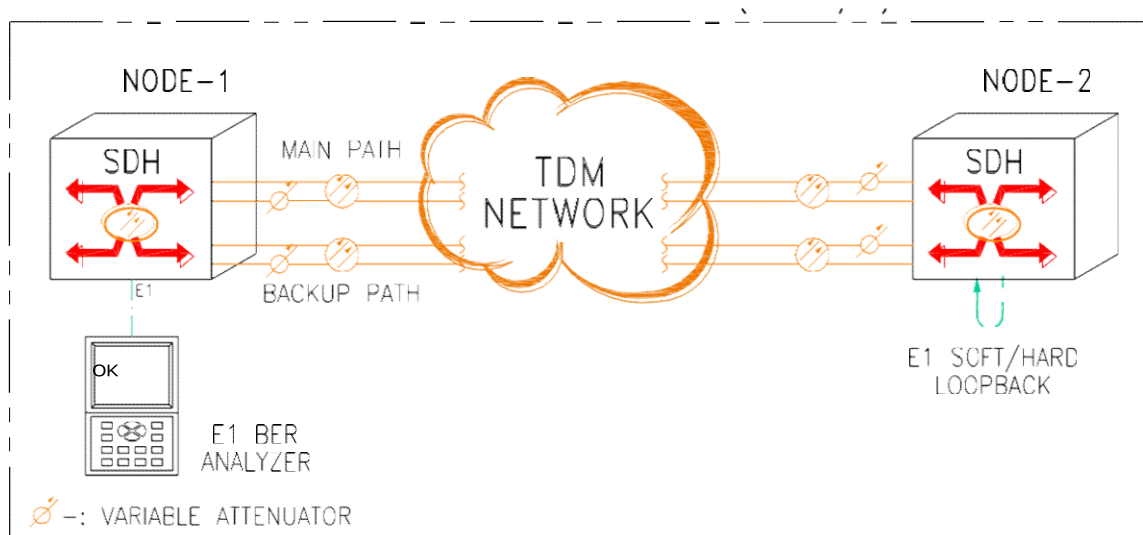 NODE-1
NODE-2
SDH
SDH
MAIN PATH
TDM
NETWORK
E1
BACKUP PATH
OK
E1 SOFT/HARD
LOOPBACK
E1 BER
ANALYZER
-: VARIABLE ATTENUATOR